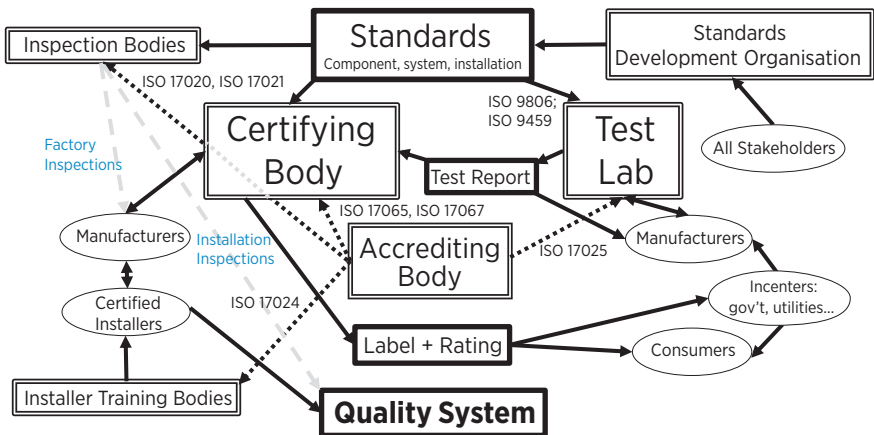 Inspection Bodies
Standards
Component, system, installation
Standards
Development Organisation
ISO 17020, ISO 17021
ISO 9806;
ISO 9459
Certifying
Body
Test
Lab
All Stakeholders
Factory
Inspections
Test Report
ISO 17065, ISO 17067
Manufacturers
Installation
Inspections
Accrediting
Body
ISO 17025
Manufacturers
Certified
Installers
ISO 17024
Incenters:
gov't, utilities...
Label + Rating
Consumers
Installer Training Bodies
Quality System